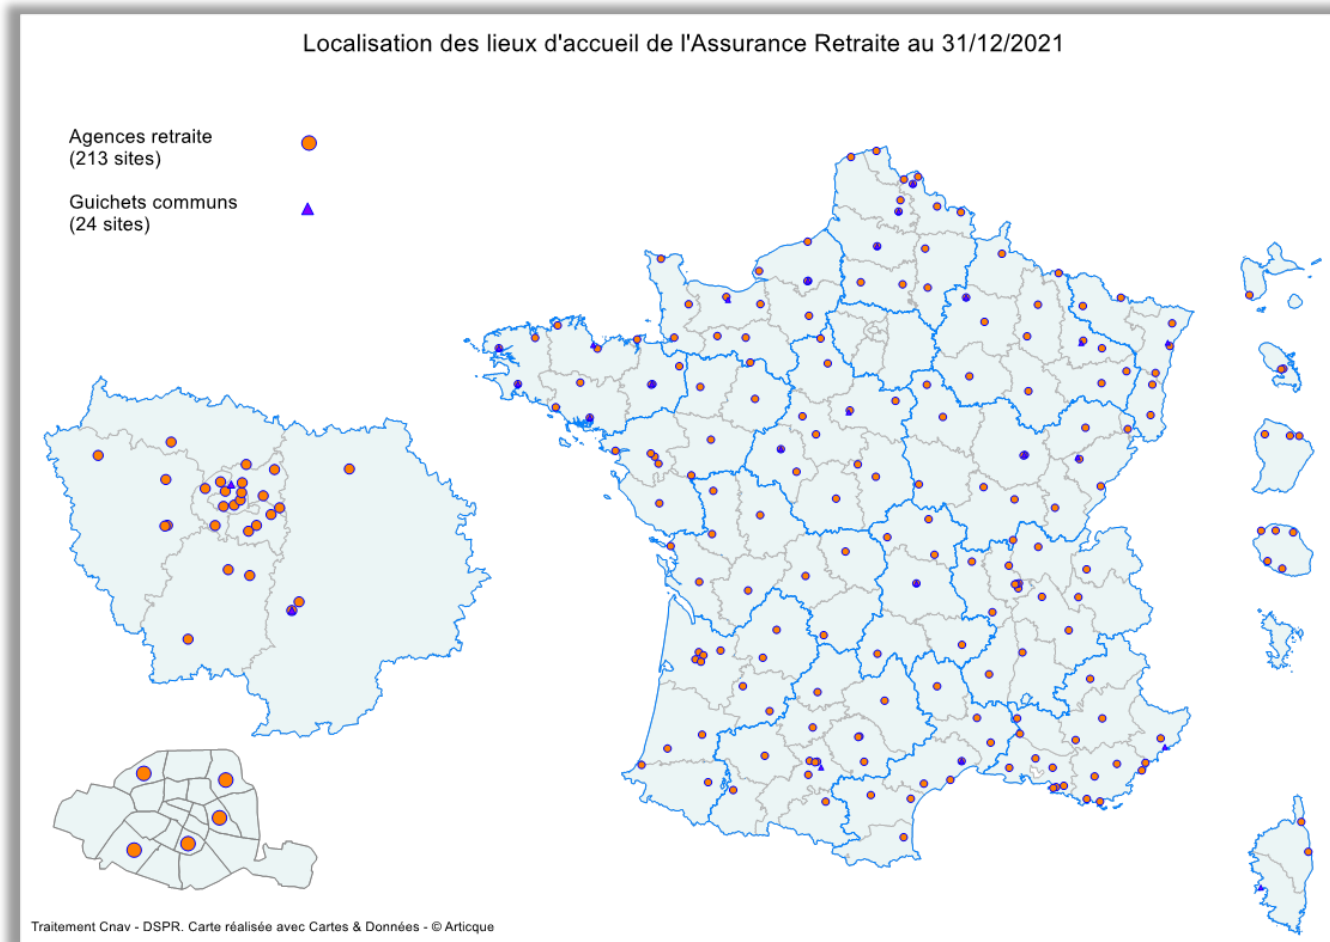 Localisation des lieux d'accueil de l'Assurance Retraite au 31/12/2021
Agences retraite
(213 sites)
Guichets communs
(24 sites)
Traitement Cnav - DSPR. Carte réalisée avec Cartes & Données - © Articque